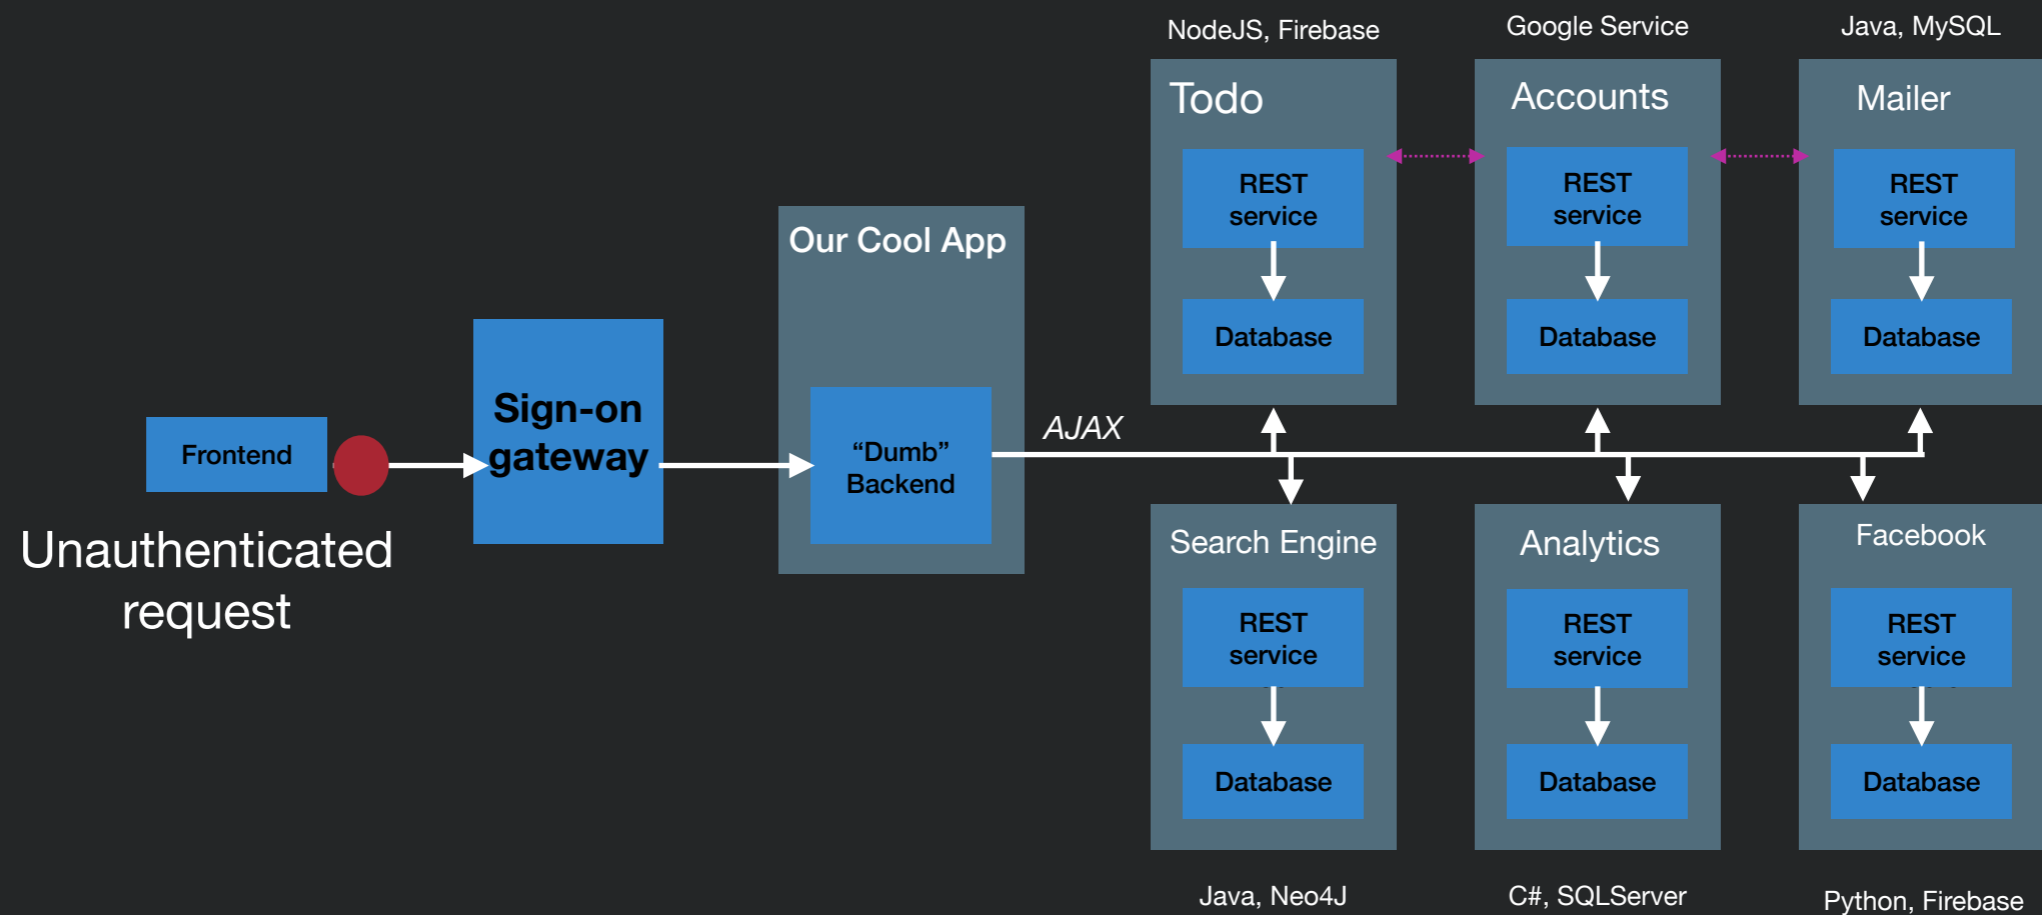 NodeJS, Firebase
Google Service
Java, MySQL
Todo
Accounts
Mailer
REST
service
REST
service
REST
service
Database
Database
Database
Our Cool App
Sign-on
gateway
Frontend
“Dumb”
Backend
AJAX
Unauthenticated
request
Search Engine
Analytics
Facebook
REST
service
REST
service
REST
service
Database
Database
Database
Java, Neo4J
C#, SQLServer
Python, Firebase